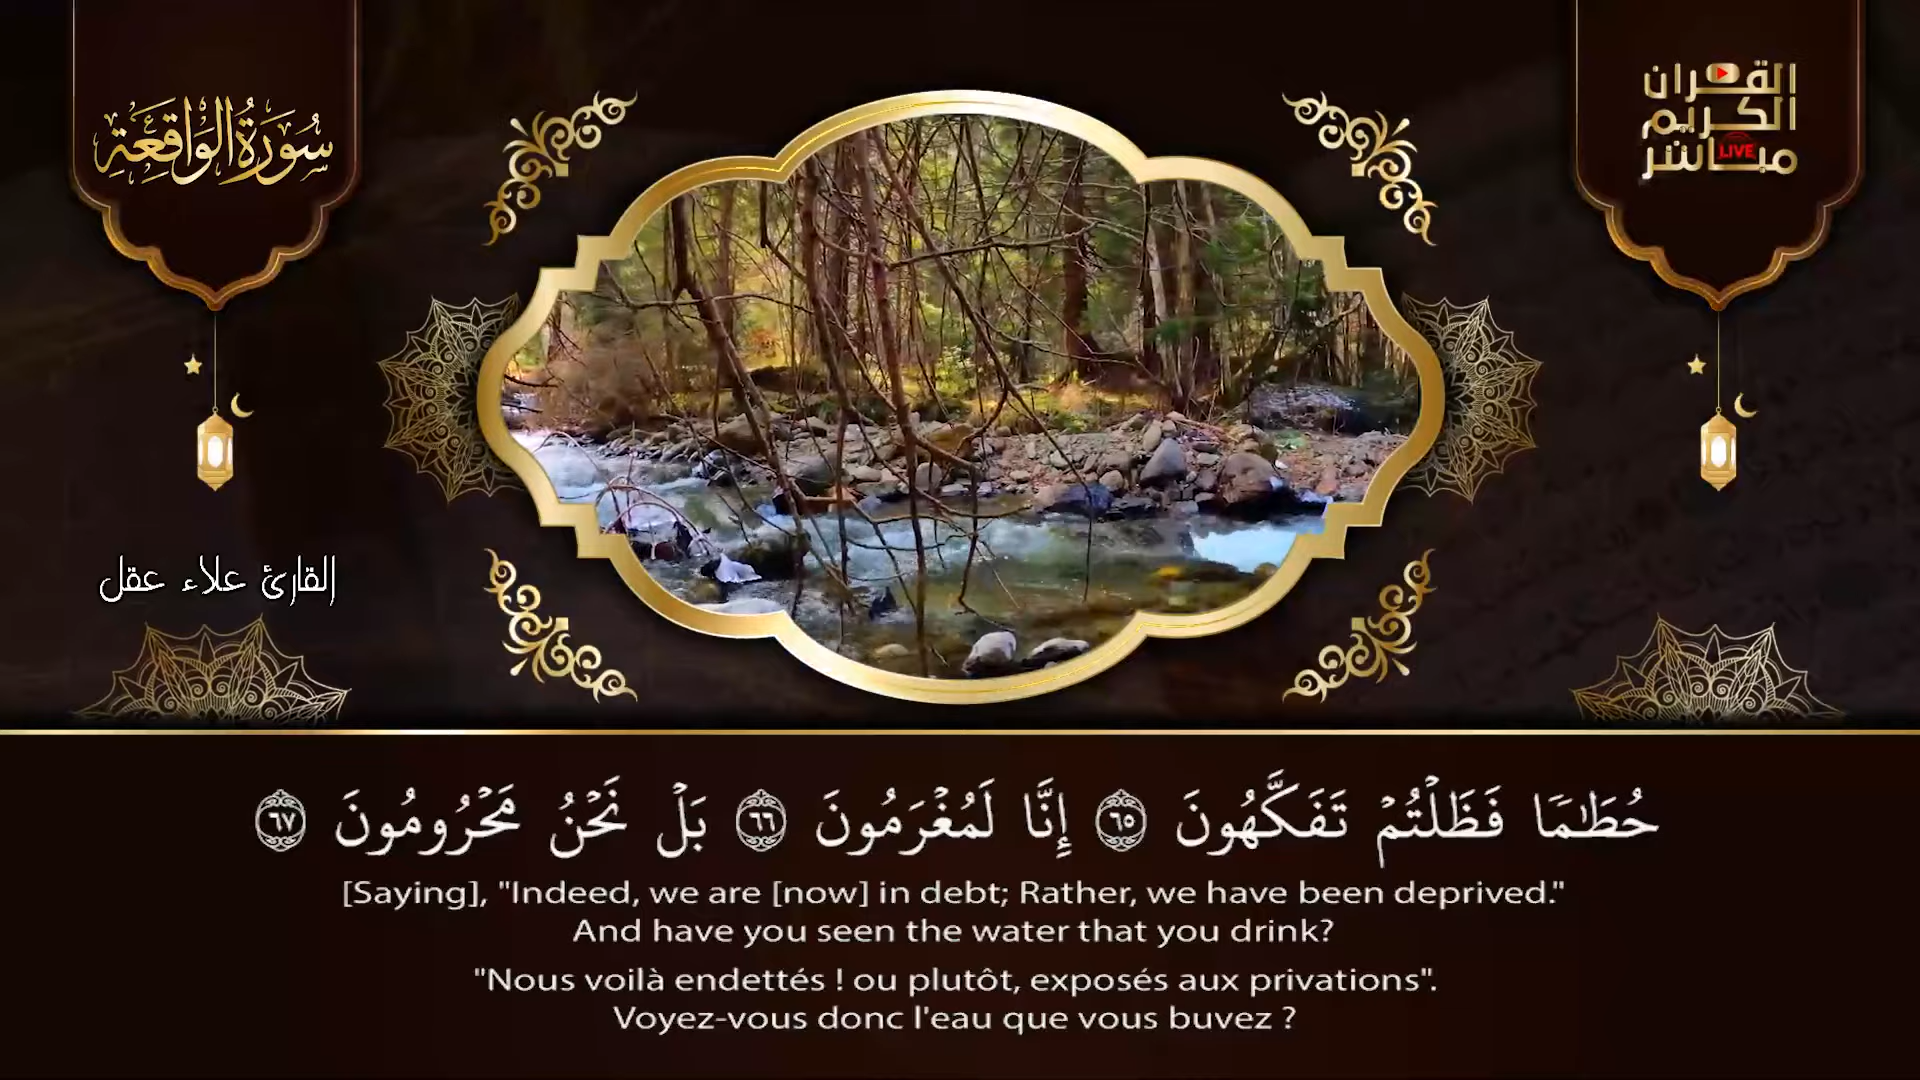 سُورَةُ الوَاقِعَةِ
القران
الكريم
مباشر
LIVE
القارئ علاء عقل
حُطَٰمًا فَظَلْتُمْ تَفَكَّهُونَ ٦٥ إِنَّا لَمُغْرَمُونَ ٦٦ بَلْ نَحْنُ مَحْرُومُونَ ٦٧
[Saying], "Indeed, we are [now] in debt; Rather, we have been deprived."
And have you seen the water that you drink?
"Nous voilà endettés ! ou plutôt, exposés aux privations".
Voyez-vous donc l'eau que vous buvez ?